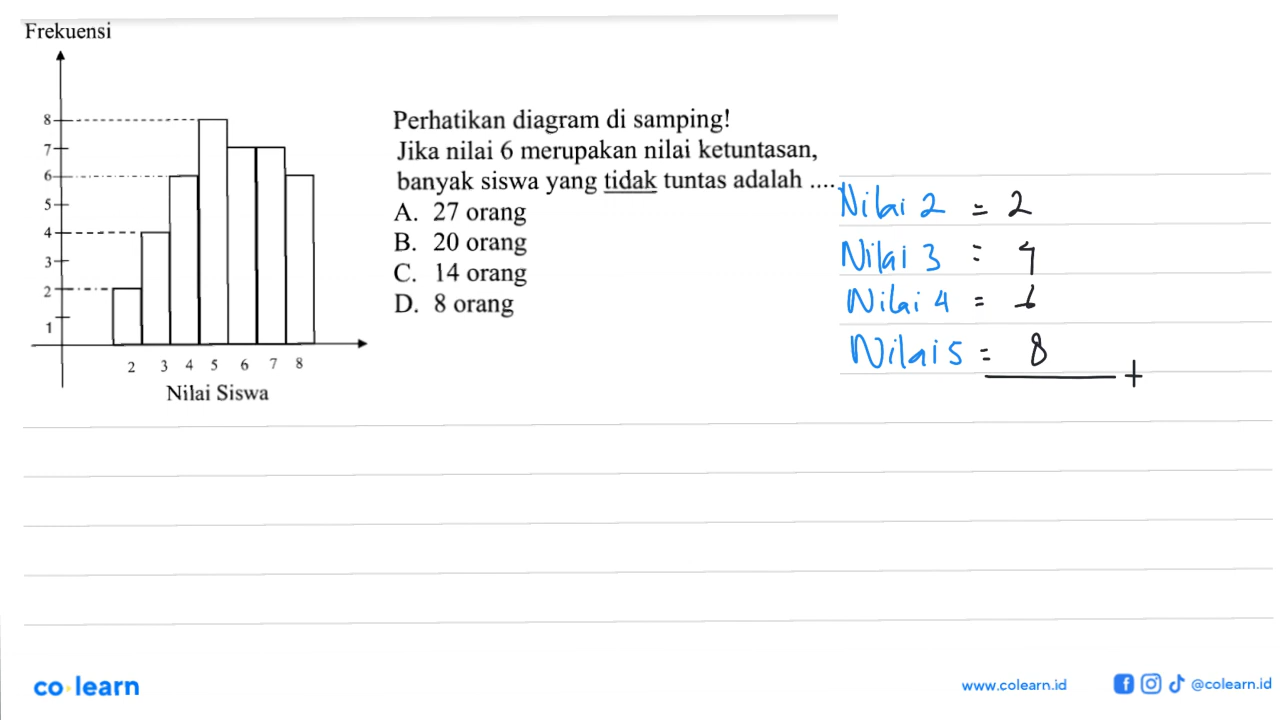 Frekuensi
8
7
6
5
4
3
2
1
2 3 4 5 6 7 8
Nilai Siswa
Perhatikan diagram di samping!
Jika nilai 6 merupakan nilai ketuntasan,
banyak siswa yang tidak tuntas adalah ....
A. 27 orang
B. 20 orang
C. 14 orang
D. 8 orang
Nilai 2 = 2
Nilai 3 = 4
Nilai 4 = 6
Nilai 5 = 8
+
co learn
www.colearn.id
@colearn.id